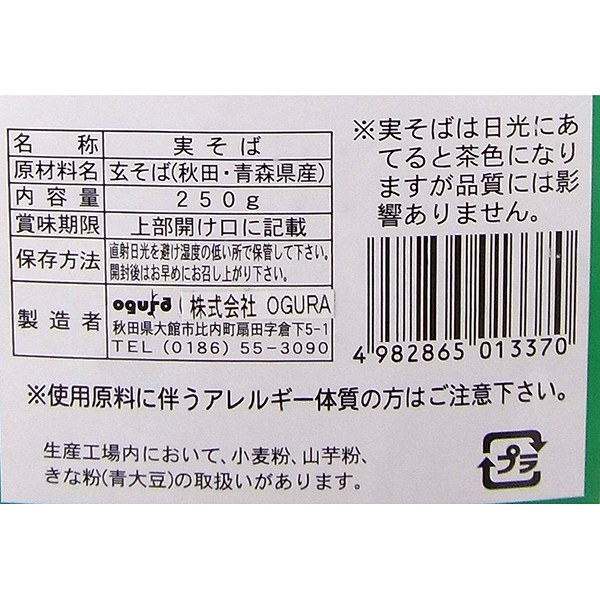 名称 実そば
原材料名 玄そば(秋田・青森県産)
内容量 250g
賞味期限 上部開け口に記載
保存方法 直射日光を避け湿度の低い所で保管して下さい。
開封後はお早めにお召し上がり下さい。
製造者 ogura 株式会社 OGURA
秋田県大館市比内町扇田字倉下5-1
TEL (0186) 55-3090
※実そばは日光にあ
てると茶色になり
ますが品質には影
響ありません。
4 982865 013370
※使用原料に伴うアレルギー体質の方はご注意下さい。
生産工場内において、小麦粉、山芋粉、
きな粉(青大豆)の取扱いがあります。
プラ